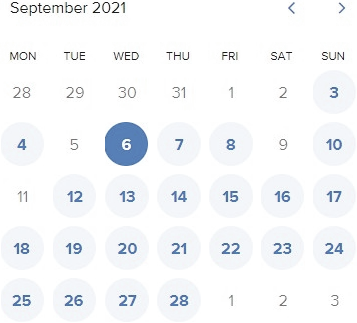 September 2021
MON TUE WED THU FRI SAT SUN
28 29 30 31 1 2 3
4 5 6 7 8 9 10
11 12 13 14 15 16 17
18 19 20 21 22 23 24
25 26 27 28 1 2 3